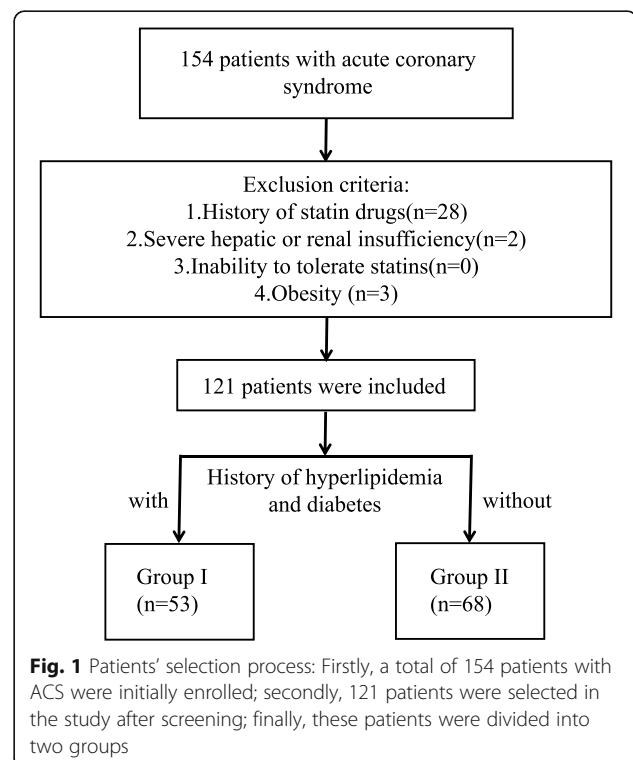 154 patients with acute coronary
syndrome
Exclusion criteria:
1.History of statin drugs(n=28)
2.Severe hepatic or renal insufficiency(n=2)
3.Inability to tolerate statins(n=0)
4.Obesity (n=3)
121 patients were included
History of hyperlipidemia
and diabetes
with
without
Group I
(n=53)
Group II
(n=68)
Fig. 1 Patients’ selection process: Firstly, a total of 154 patients with
ACS were initially enrolled; secondly, 121 patients were selected in
the study after screening; finally, these patients were divided into
two groups